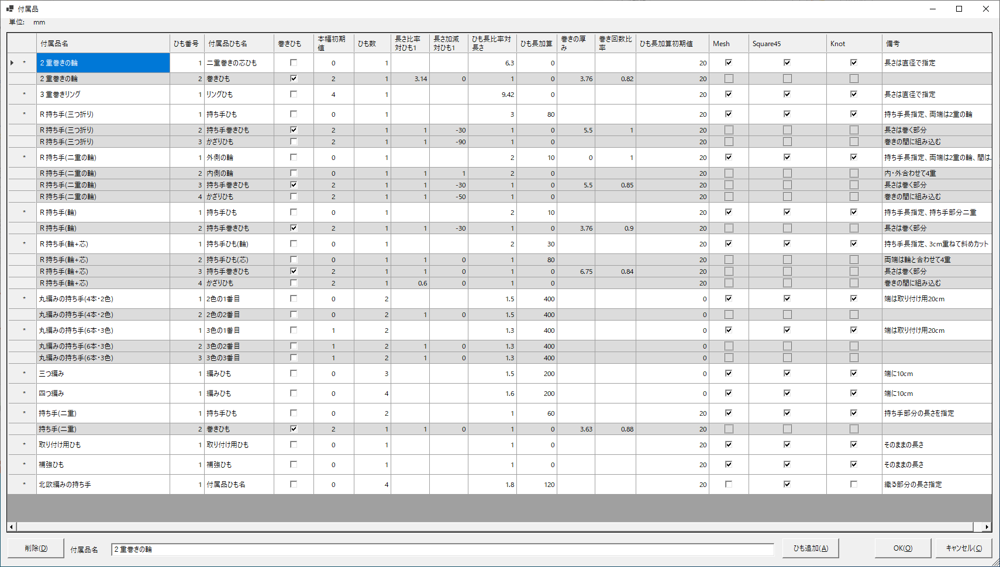 付属品
単位: mm
付属品名 ひも番号 付属品ひも名 巻きひも 本幅初期値 ひも数 長さ比率対ひも1 長さ加減対ひも1 ひも長比率対長さ ひも長加算 巻きの厚み 巻き回数比率 ひも長加算初期値 Mesh Square45 Knot 備考
* 2重巻きの輪 1 二重巻きの芯ひも 0 1 6.3 0 20 長さは直径で指定
2重巻きの輪 2 巻きひも 2 1 3.14 0 1 0 3.76 0.82 20
* 3重巻きリング 1 リングひも 4 1 9.42 0 20 長さは直径で指定
* R持ち手(三つ折り) 1 持ち手ひも 0 1 3 80 20 持ち手長指定、両端は2重の輪
R持ち手(三つ折り) 2 持ち手巻きひも 2 1 1 -30 1 0 5.5 1 20 長さは巻く部分
R持ち手(三つ折り) 3 かざりひも 2 1 1 -90 1 0 20 巻きの間に組み込む
* R持ち手(二重の輪) 1 外側の輪 0 1 2 10 0 1 20 持ち手長指定、両端は2重の輪、間は.
R持ち手(二重の輪) 2 内側の輪 0 1 1 1 2 0 20 内・外合わせて4重
R持ち手(二重の輪) 3 持ち手巻きひも 2 1 1 -30 1 0 5.5 0.85 20 長さは巻く部分
R持ち手(二重の輪) 4 かざりひも 2 1 1 -50 1 0 20 巻きの間に組み込む
* R持ち手(輪) 1 持ち手ひも 0 1 2 10 20 持ち手長指定、持ち手部分二重
R持ち手(輪) 2 持ち手巻きひも 2 1 1 -30 1 0 3.76 0.9 20 長さは巻く部分
* R持ち手(輪+芯) 1 持ち手ひも(輪) 0 1 2 30 20 持ち手長指定、3cm重ねて斜めカット
R持ち手(輪+芯) 2 持ち手ひも(芯) 0 1 1 0 1 80 20 両端は輪と合わせて4重
R持ち手(輪+芯) 3 持ち手巻きひも 2 1 1 0 1 0 6.75 0.84 20 長さは巻く部分
R持ち手(輪+芯) 4 かざりひも 2 1 0.6 0 1 0 20 巻きの間に組み込む
* 丸編みの持ち手(4本・2色) 1 2色の1番目 0 2 1.5 400 0 端は取り付け用20cm
丸編みの持ち手(4本・2色) 2 2色の2番目 0 2 1 0 1.5 400 0
* 丸編みの持ち手(6本・3色) 1 3色の1番目 1 2 1.3 400 0 端は取り付け用20cm
丸編みの持ち手(6本・3色) 2 3色の2番目 1 2 1 0 1.3 400 0
丸編みの持ち手(6本・3色) 3 3色の3番目 1 2 1 0 1.3 400 0
* 三つ編み 1 編みひも 0 3 1.5 200 0 端に10cm
* 四つ編み 1 編みひも 0 4 1.6 200 0 端に10cm
* 持ち手(二重) 1 持ち手ひも 0 2 1 60 20 持ち手部分の長さを指定
持ち手(二重) 2 巻きひも 2 1 1 0 1 0 3.63 0.88 20
* 取り付け用ひも 1 取り付け用ひも 0 1 1 0 20 そのままの長さ
* 補強ひも 1 補強ひも 0 1 1 0 20 そのままの長さ
* 北欧編みの持ち手 1 付属品ひも名 0 4 1.8 120 20 織る部分の長さ指定
削除(D) 付属品名 2重巻きの輪 ひも追加(A) OK(O) キャンセル(C)